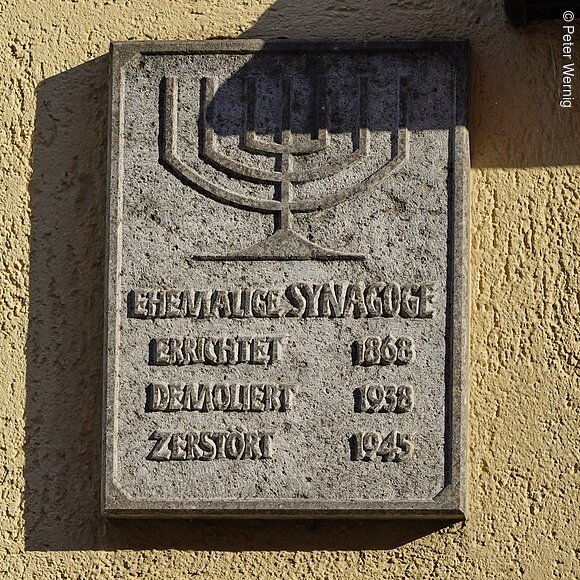 © Peter Wernig
EHEMALIGE SYNAGOGE
ERRICHTET 1868
DEMOLIERT 1938
ZERSTÖRT 1945